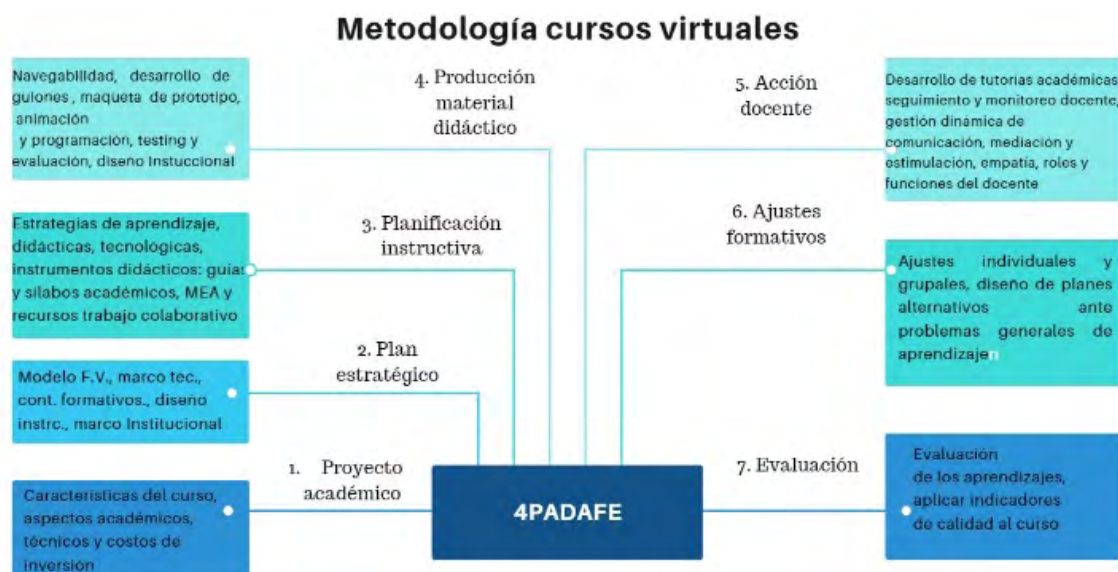 Metodología cursos virtuales
Navegabilidad, desarrollo de
guiones , maqueta de prototipo,
animación
y programación, testing y
evaluación, diseño Instuccional
4. Producción
material
didáctico
5. Acción
docente
Desarrollo de tutorias académicas
seguimiento y monitoreo docente,
gestión dinámica de
comunicación, mediación y
estimulación, empatía, roles y
funciones del docente
Estrategias de aprendizaje,
didácticas, tecnológicas,
instrumentos didácticos: guías
y sílabos académicos, MEA y
recursos trabajo colaborativo
3. Planificación
instructiva
6. Ajustes
formativos
Ajustes individuales y
grupales, diseño de planes
alternativos ante
problemas generales de
aprendizajen
2. Plan
estratégico
Modelo F.V., marco tec.,
cont. formativos., diseño
instrc., marco Institucional
1. Proyecto
académico
Características del curso,
aspectos académicos,
técnicos y costos de
inversión
4PADAFE
7. Evaluación
Evaluación
de los aprendizajes,
aplicar indicadores
de calidad al curso